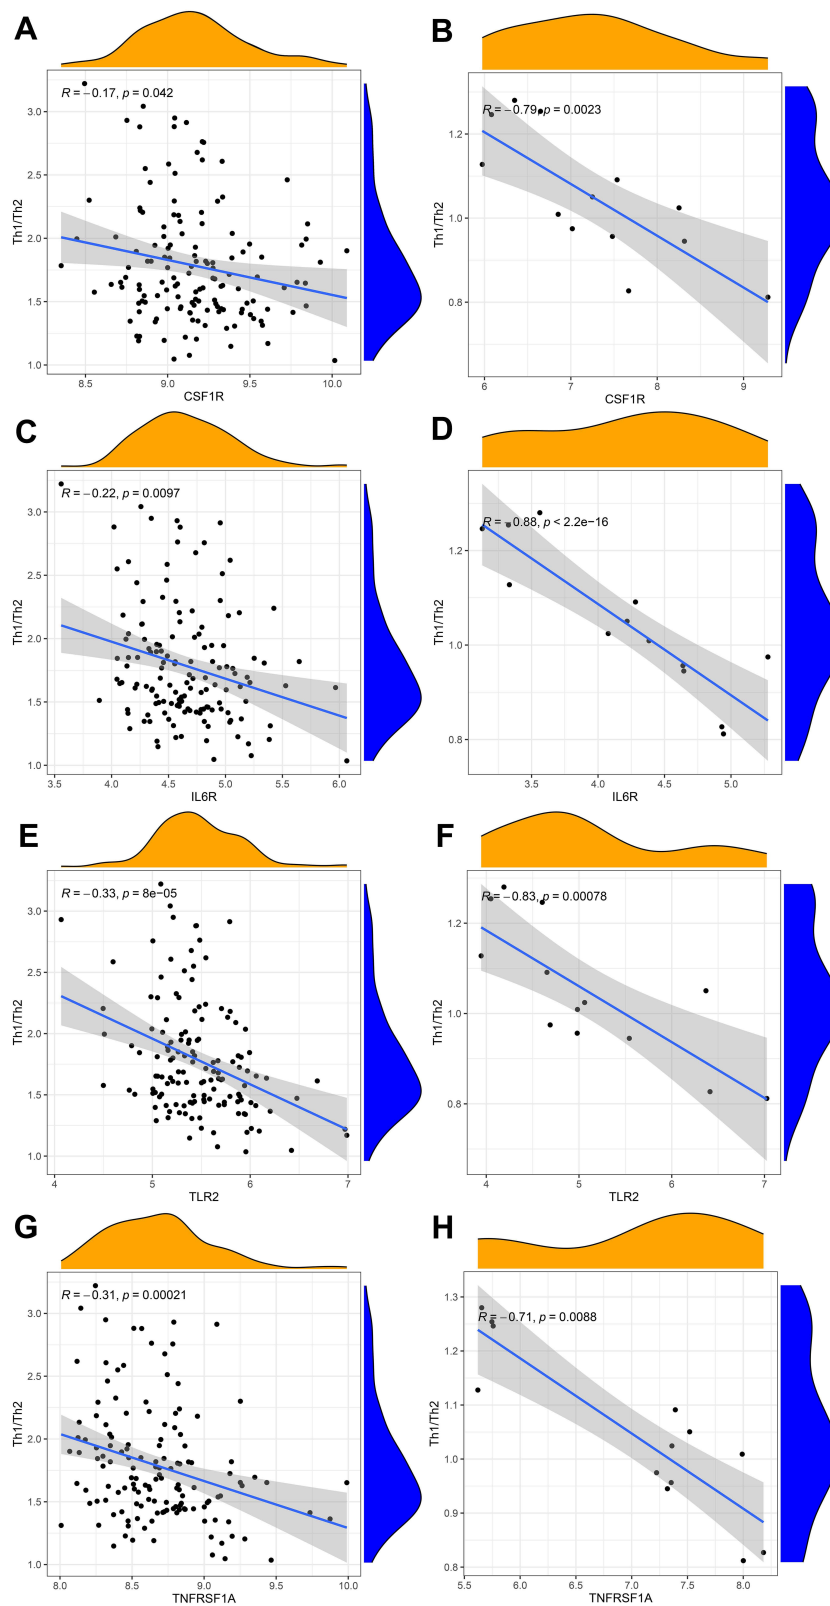 A
R = −0.17, p = 0.042
3.0
2.5
2.0
1.5
1.0
Th1/Th2
8.5 9.0 9.5 10.0
CSF1R
B
R = −0.79, p = 0.0023
1.2
1.0
0.8
Th1/Th2
6 7 8 9
CSF1R
C
R = −0.22, p = 0.0097
3.0
2.5
2.0
1.5
1.0
Th1/Th2
3.5 4.0 4.5 5.0 5.5 6.0
IL6R
D
R = −0.88, p < 2.2e−16
1.2
1.0
0.8
Th1/Th2
3.5 4.0 4.5 5.0
IL6R
E
R = −0.33, p = 8e−05
3.0
2.5
2.0
1.5
1.0
Th1/Th2
4 5 6 7
TLR2
F
R = −0.83, p = 0.00078
1.2
1.0
0.8
Th1/Th2
4 5 6 7
TLR2
G
R = −0.31, p = 0.00021
3.0
2.5
2.0
1.5
1.0
Th1/Th2
8.0 8.5 9.0 9.5 10.0
TNFRSF1A
H
R = −0.71, p = 0.0088
1.3
1.2
1.1
1.0
0.9
0.8
Th1/Th2
5.5 6.0 6.5 7.0 7.5 8.0
TNFRSF1A